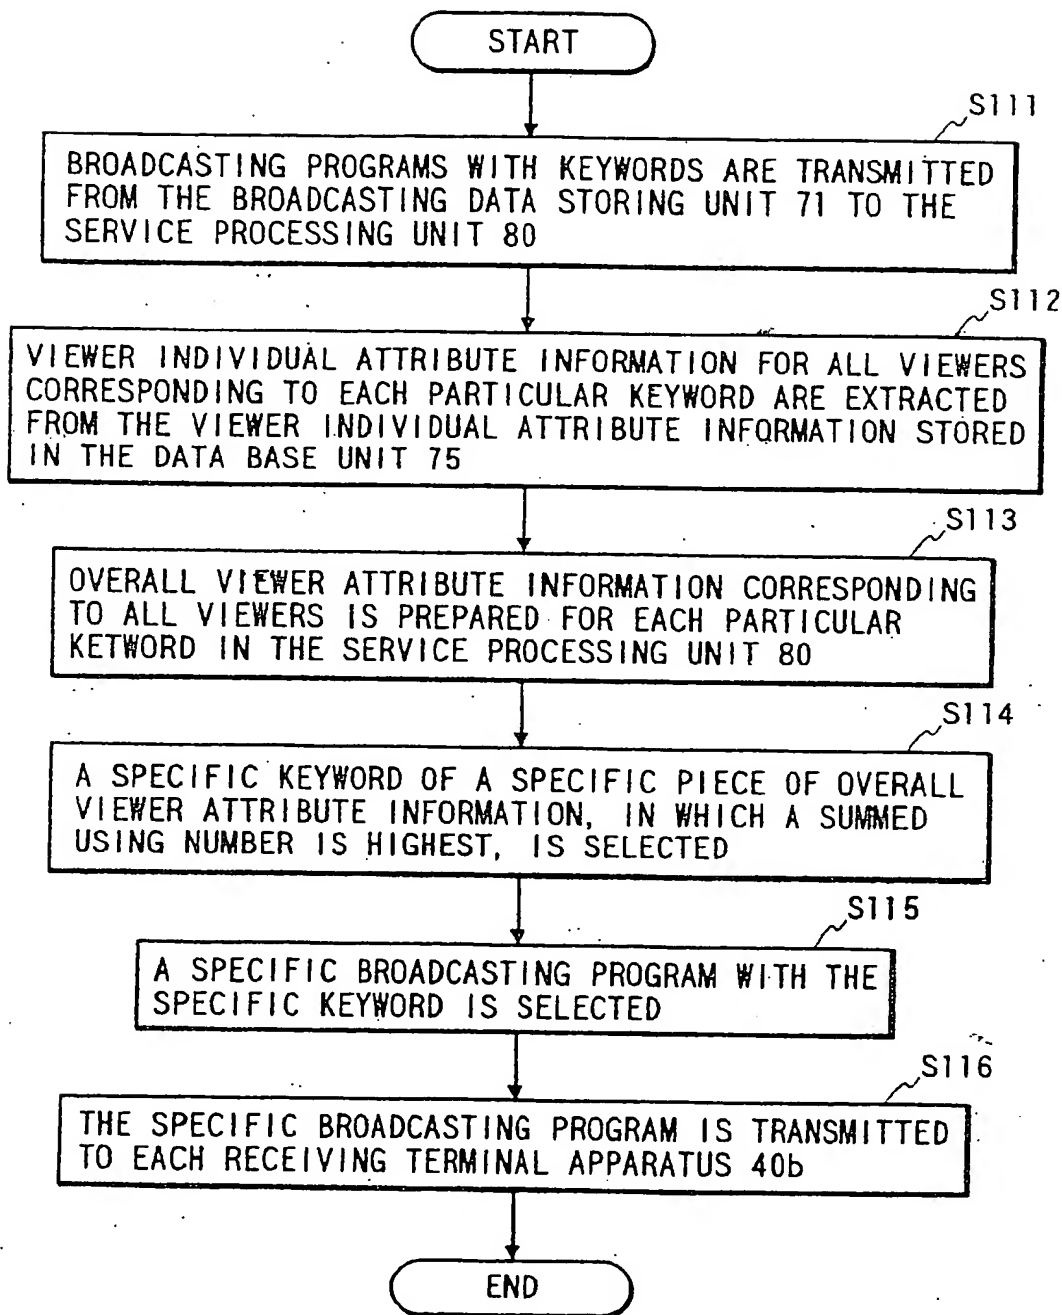 START
S111
BROADCASTING PROGRAMS WITH KEYWORDS ARE TRANSMITTED
FROM THE BROADCASTING DATA STORING UNIT 71 TO THE
SERVICE PROCESSING UNIT 80
S112
VIEWER INDIVIDUAL ATTRIBUTE INFORMATION FOR ALL VIEWERS
CORRESPONDING TO EACH PARTICULAR KEYWORD ARE EXTRACTED
FROM THE VIEWER INDIVIDUAL ATTRIBUTE INFORMATION STORED
IN THE DATA BASE UNIT 75
S113
OVERALL VIEWER ATTRIBUTE INFORMATION CORRESPONDING
TO ALL VIEWERS IS PREPARED FOR EACH PARTICULAR
KETWORD IN THE SERVICE PROCESSING UNIT 80
S114
A SPECIFIC KEYWORD OF A SPECIFIC PIECE OF OVERALL
VIEWER ATTRIBUTE INFORMATION, IN WHICH A SUMMED
USING NUMBER IS HIGHEST, IS SELECTED
S115
A SPECIFIC BROADCASTING PROGRAM WITH THE
SPECIFIC KEYWORD IS SELECTED
S116
THE SPECIFIC BROADCASTING PROGRAM IS TRANSMITTED
TO EACH RECEIVING TERMINAL APPARATUS 40b
END